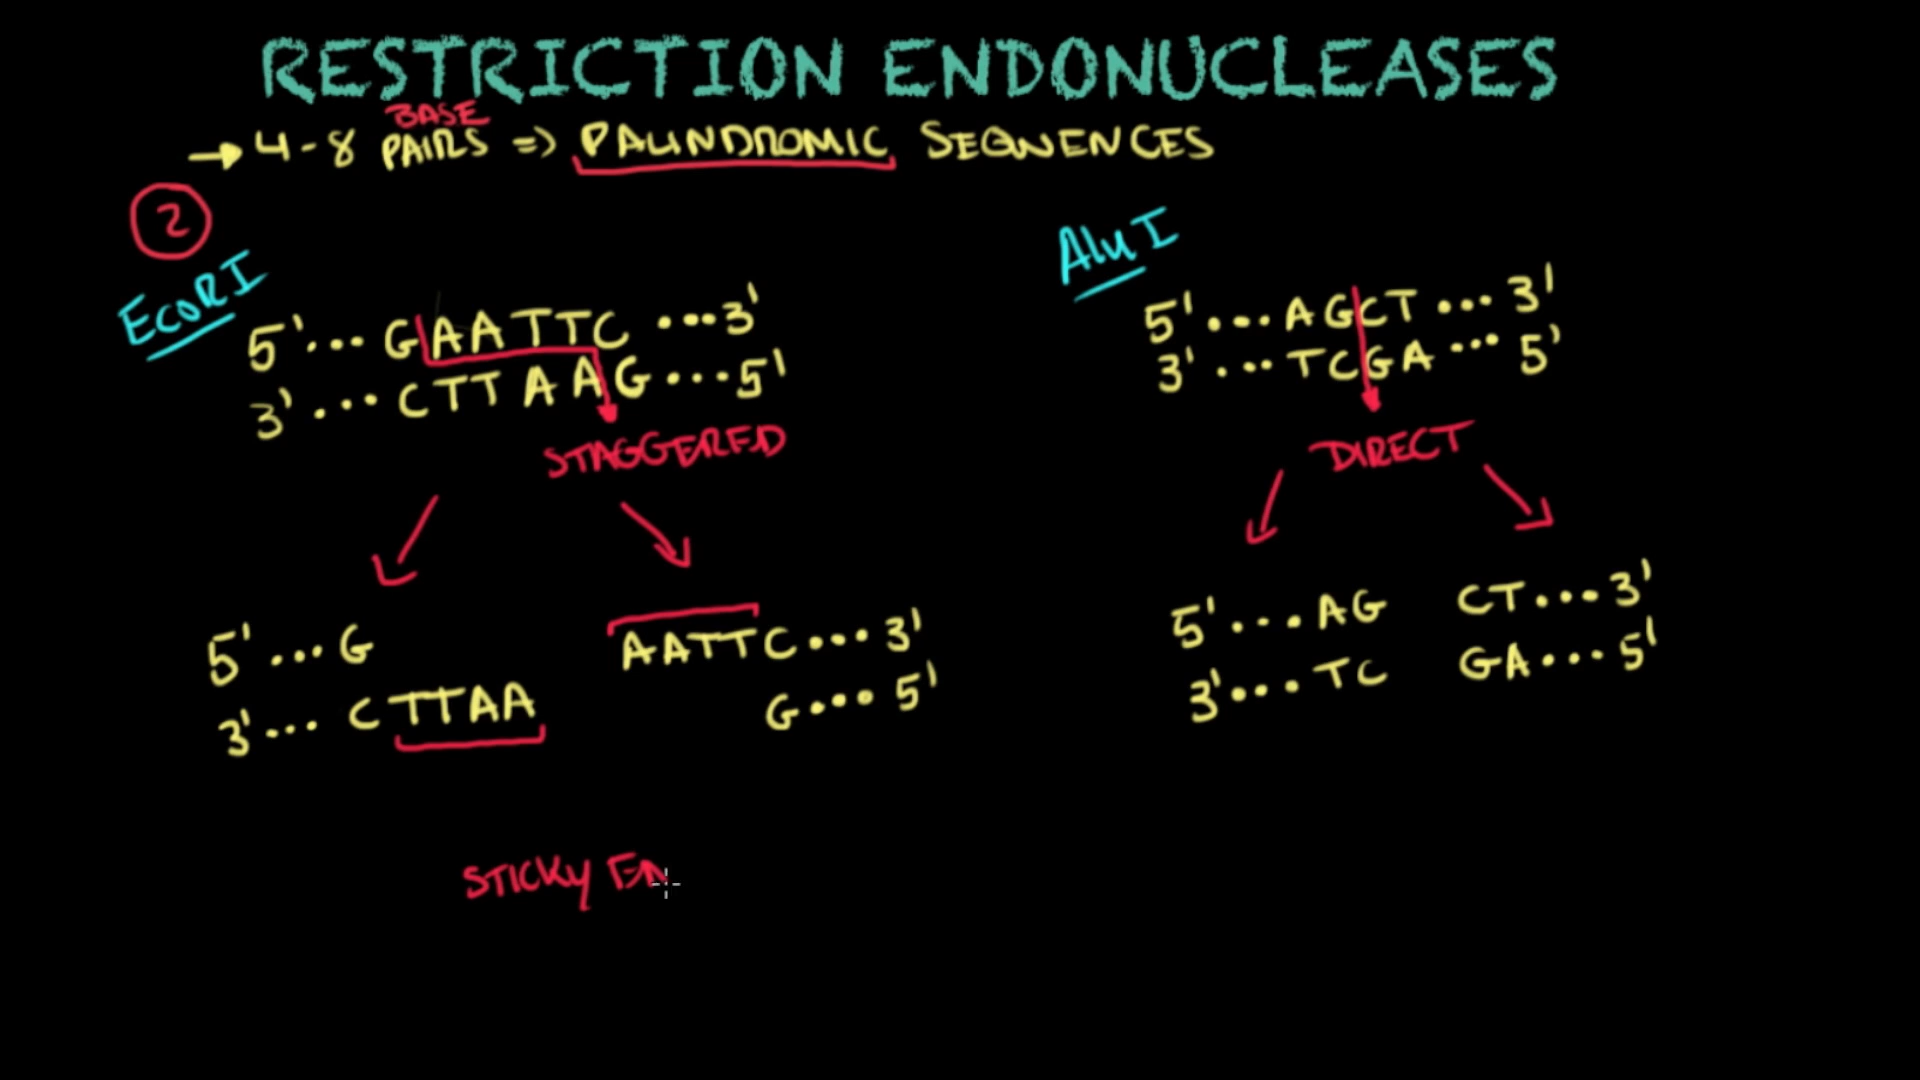 RESTRICTION ENDONUCLEASES
→ 4-8 BASE PAIRS => PALINDROMIC SEQUENCES
2
EcoRI
5'... GAATTC ...3'
3'... CTTAAG...5'
STAGGERED
5'...G AATTC...3'
3'... CTTAA G...5'
STICKY EN
AluI
5'...AGCT...3'
3'...TCGA...5'
DIRECT
5'...AG CT...3'
3'...TC GA...5'